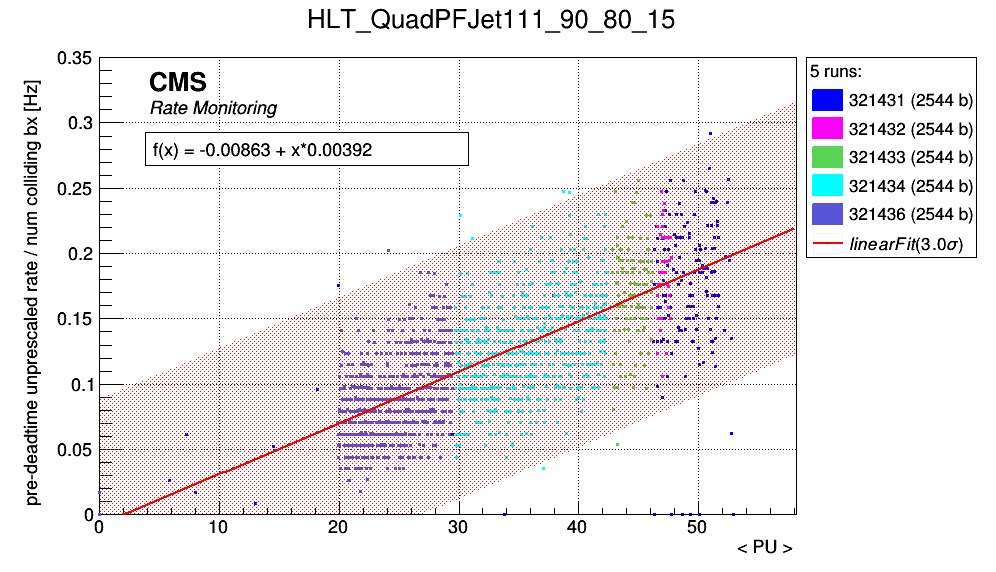 HLT_QuadPFJet111_90_80_15
pre-deadtime unprescaled rate / num colliding bx [Hz]
0.35
0.3
0.25
0.2
0.15
0.1
0.05
0
CMS
Rate Monitoring
f(x) = -0.00863 + x*0.00392
0 10 20 30 40 50
< PU >
5 runs:
321431 (2544 b)
321432 (2544 b)
321433 (2544 b)
321434 (2544 b)
321436 (2544 b)
linearFit(3.0σ)